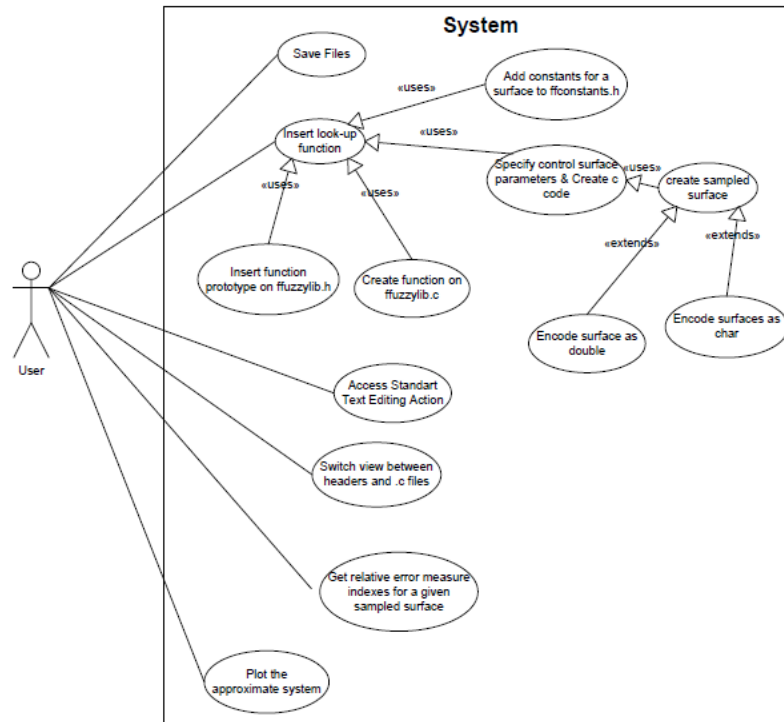 System
Save Files
Add constants for a
surface to ffconstants.h
«uses»
Insert look-up
function
«uses»
Specify control surface
parameters & Create c
code
«uses»
create sampled
surface
«uses»
«uses»
«extends»
«extends»
Insert function
prototype on ffuzzylib.h
Create function on
ffuzzylib.c
Encode surface as
double
Encode surfaces as
char
User
Access Standart
Text Editing Action
Switch view between
headers and .c files
Get relative error measure
indexes for a given
sampled surface
Plot the
approximate system